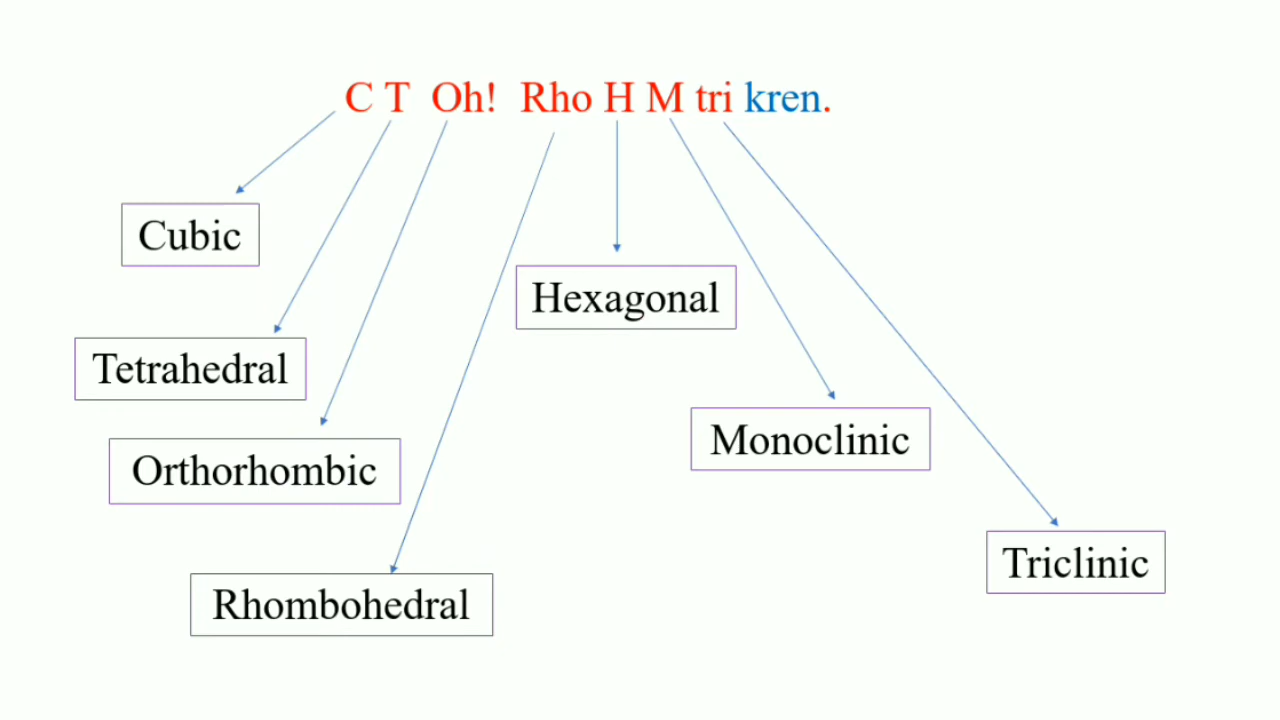 C T Oh! Rho H M tri kren.
Cubic
Hexagonal
Tetrahedral
Monoclinic
Orthorhombic
Triclinic
Rhombohedral